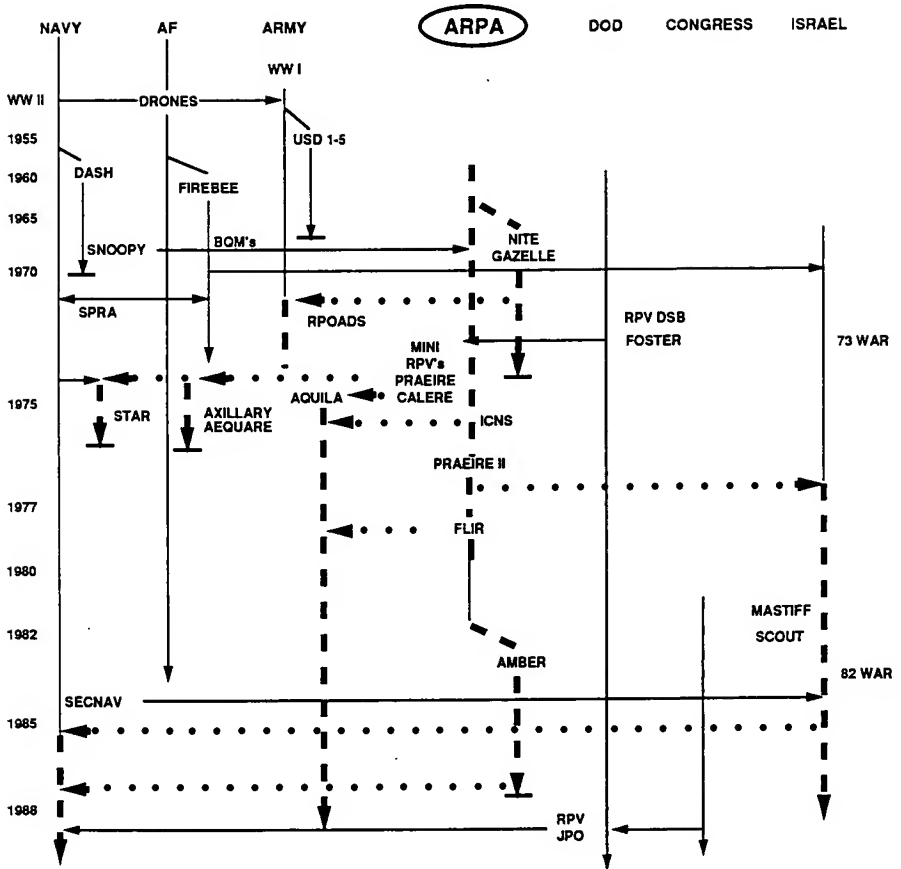 NAVY AF ARMY ARPA DOD CONGRESS ISRAEL
WW I
WW II DRONES
1955 USD 1-5
DASH
1960 FIREBEE
1965
NITE
GAZELLE
SNOOPY BQM's
1970
SPRA RPOADS
RPV DSB
FOSTER
73 WAR
MINI
RPV's
PRAEIRE
CALERE
1975 AQUILA
STAR AXILLARY
AEQUARE
ICNS
PRAEIRE II
1977
FLIR
1980
MASTIFF
SCOUT
1982
AMBER
82 WAR
SECNAV
1985
1988
RPV
JPO